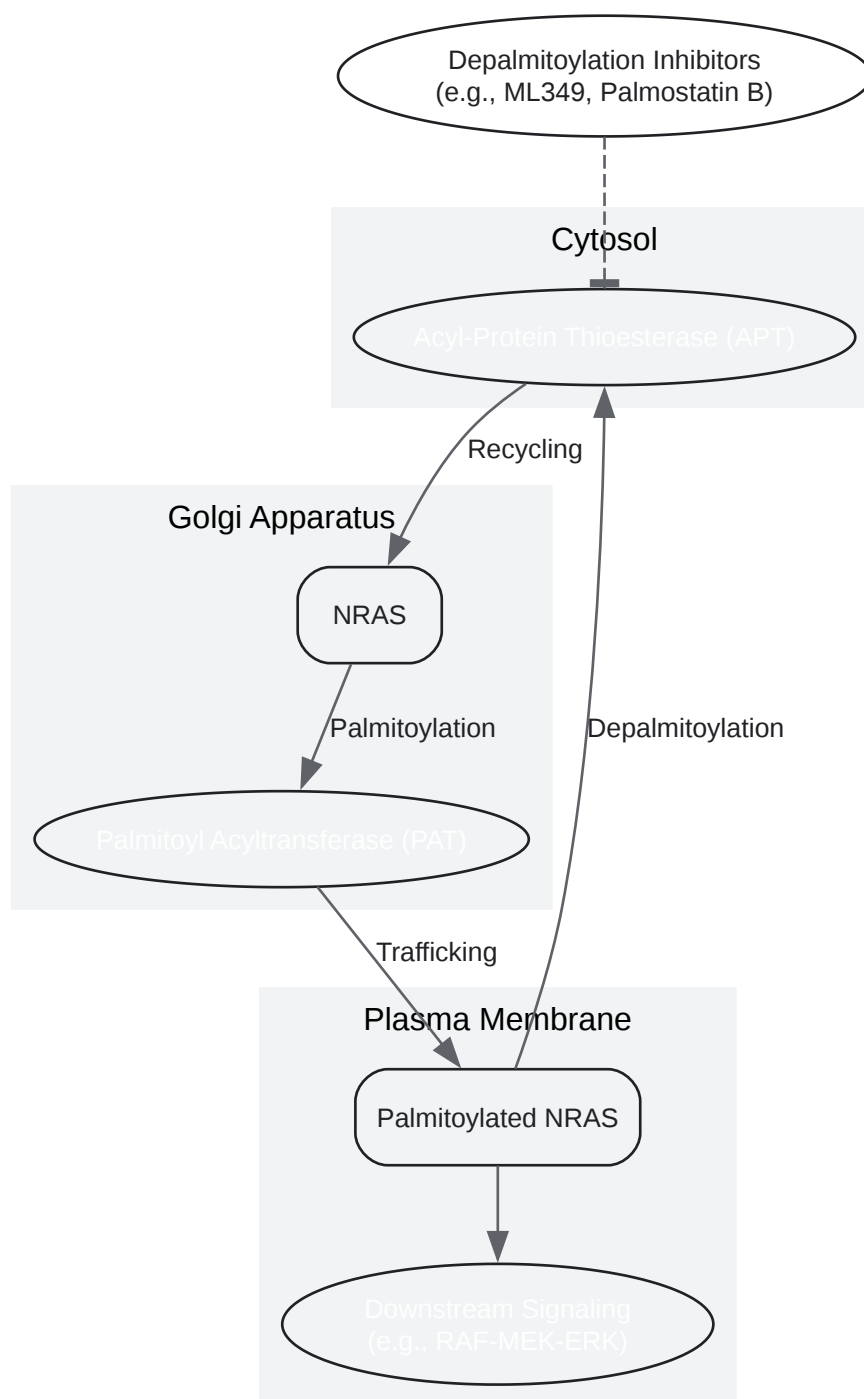 Depalmitoylation Inhibitors
(e.g., ML349, Palmostatin B)
Cytosol
Acyl-Protein Thioesterase (APT)
Recycling
Golgi Apparatus
NRAS
Palmitoylation
Depalmitoylation
Palmitoyl Acyltransferase (PAT)
Trafficking
Plasma Membrane
Palmitoylated NRAS
Downstream Signaling
(e.g., RAF-MEK-ERK)